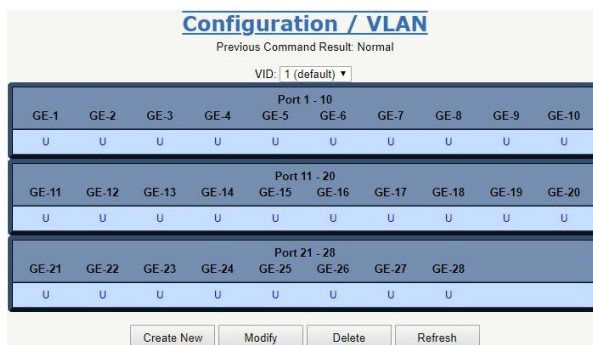 Configuration / VLAN
Previous Command Result: Normal
VID: 1 (default) ▼
Port 1 - 10
GE-1 GE-2 GE-3 GE-4 GE-5 GE-6 GE-7 GE-8 GE-9 GE-10
U U U U U U U U U U
Port 11 - 20
GE-11 GE-12 GE-13 GE-14 GE-15 GE-16 GE-17 GE-18 GE-19 GE-20
U U U U U U U U U U
Port 21 - 28
GE-21 GE-22 GE-23 GE-24 GE-25 GE-26 GE-27 GE-28
U U U U U U U U
Create New Modify Delete Refresh